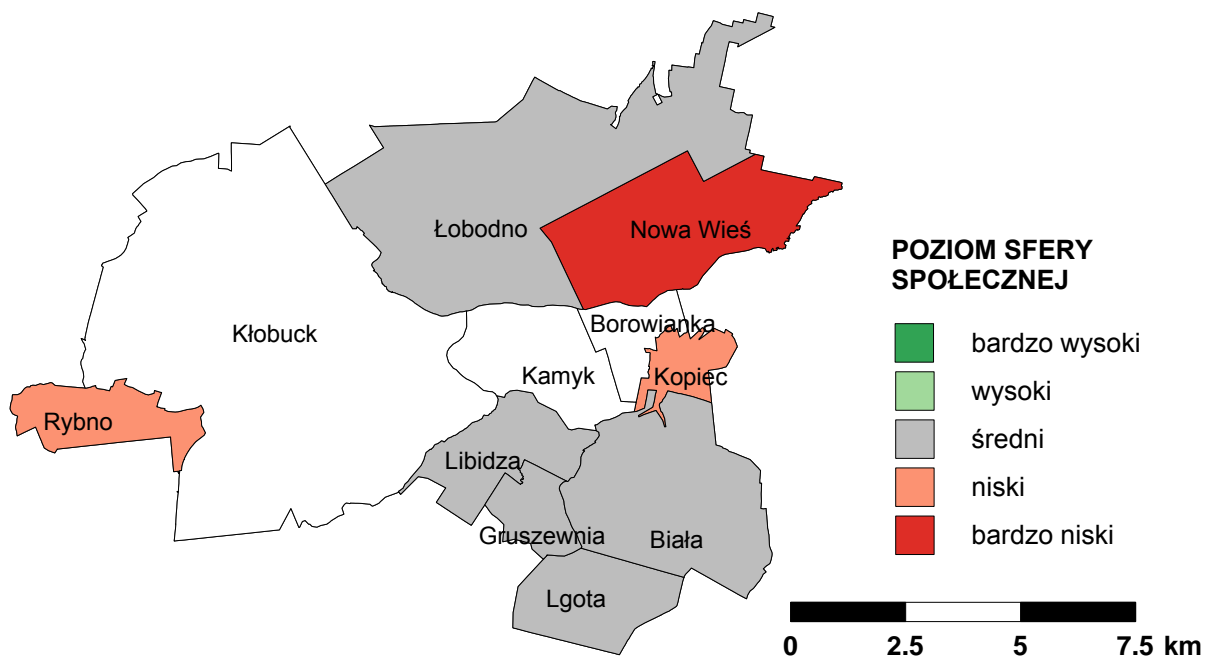 Łobodno
Nowa Wieś
Kłobuck
Borowianka
Kamyk
Kopiec
Rybno
Libidza
Gruszewnia
Biała
Lgota
POZIOM SFERY
SPOŁECZNEJ
bardzo wysoki
wysoki
średni
niski
bardzo niski
0 2.5 5 7.5 km